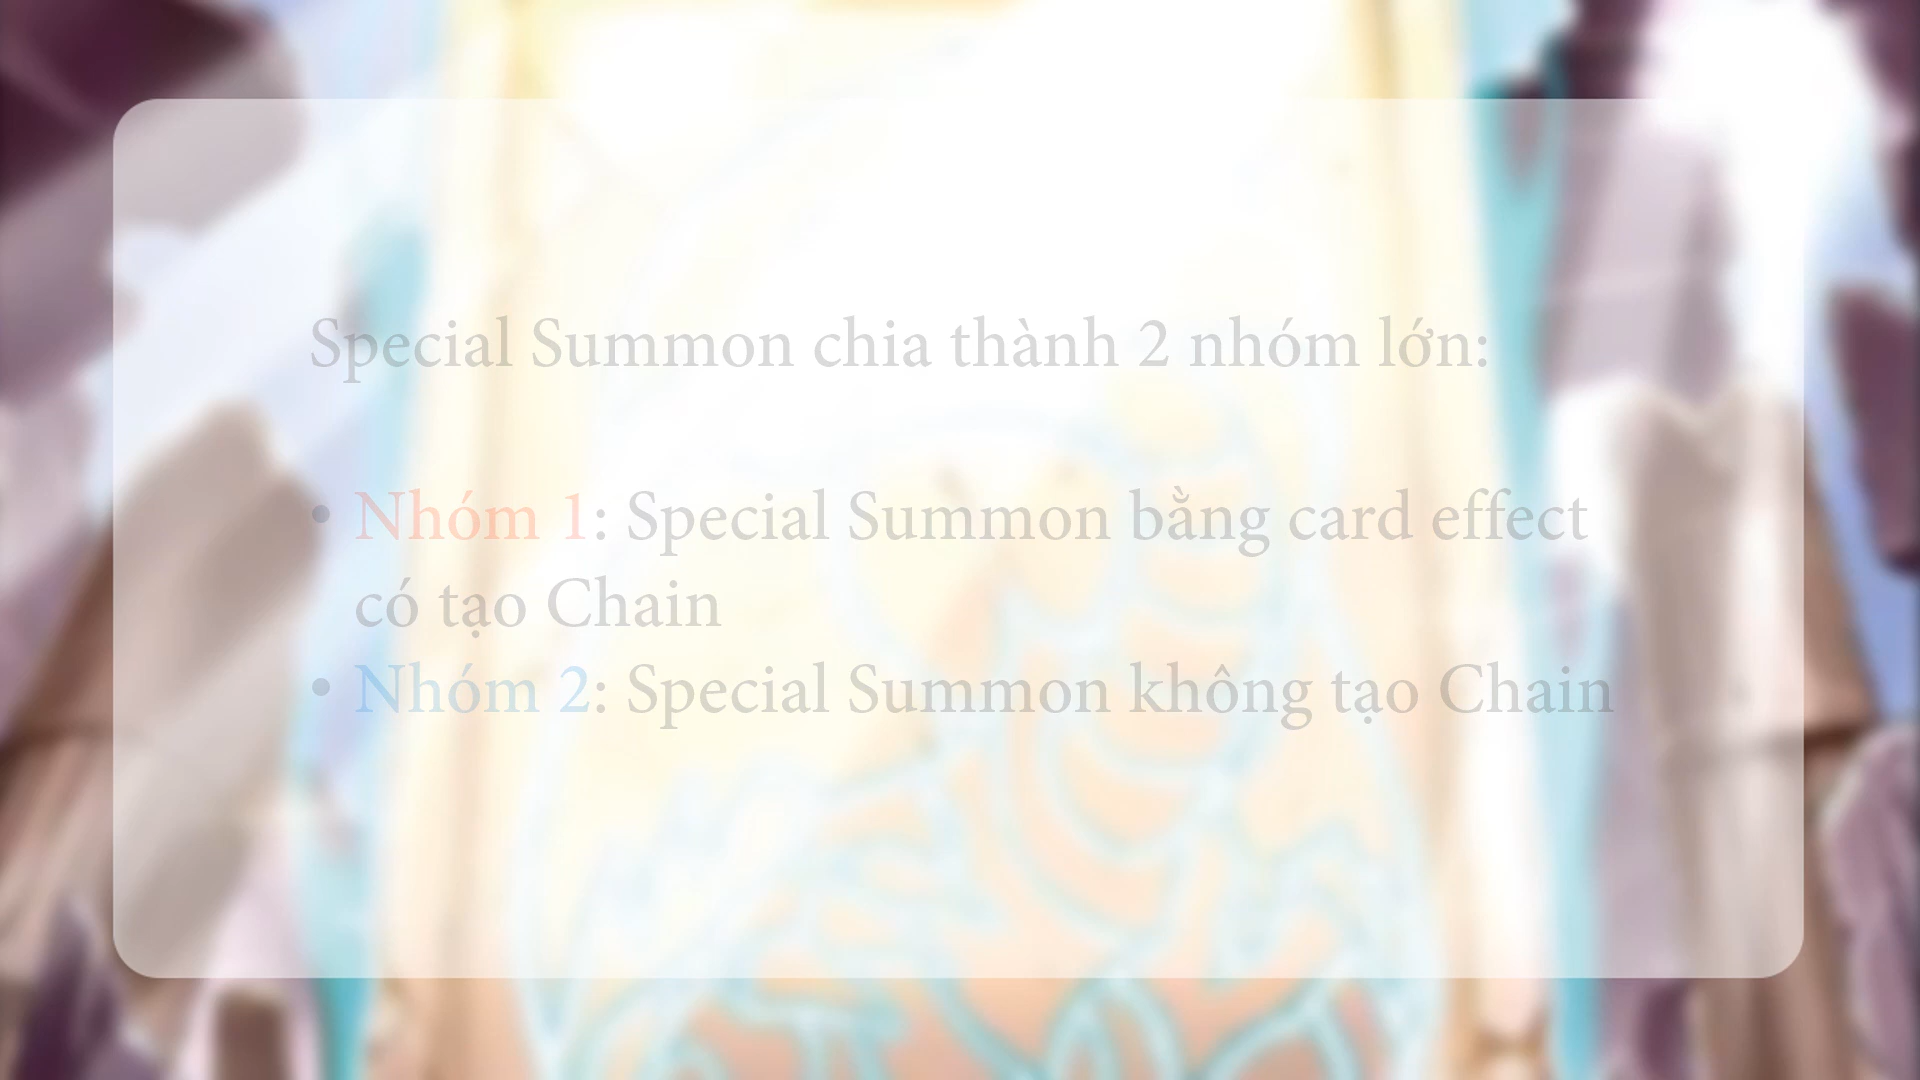 Special Summon chia thành 2 nhóm lớn:
• Nhóm 1: Special Summon bằng card effect
có tạo Chain
• Nhóm 2: Special Summon không tạo Chain